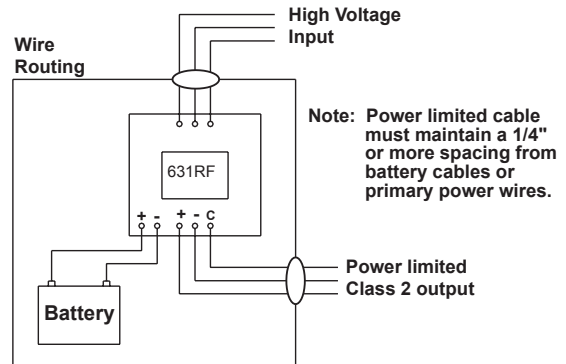 High Voltage
Input
Wire
Routing
Note: Power limited cable
must maintain a 1/4"
or more spacing from
battery cables or
primary power wires.
631RF
+ - + - C
Power limited
Class 2 output
Battery